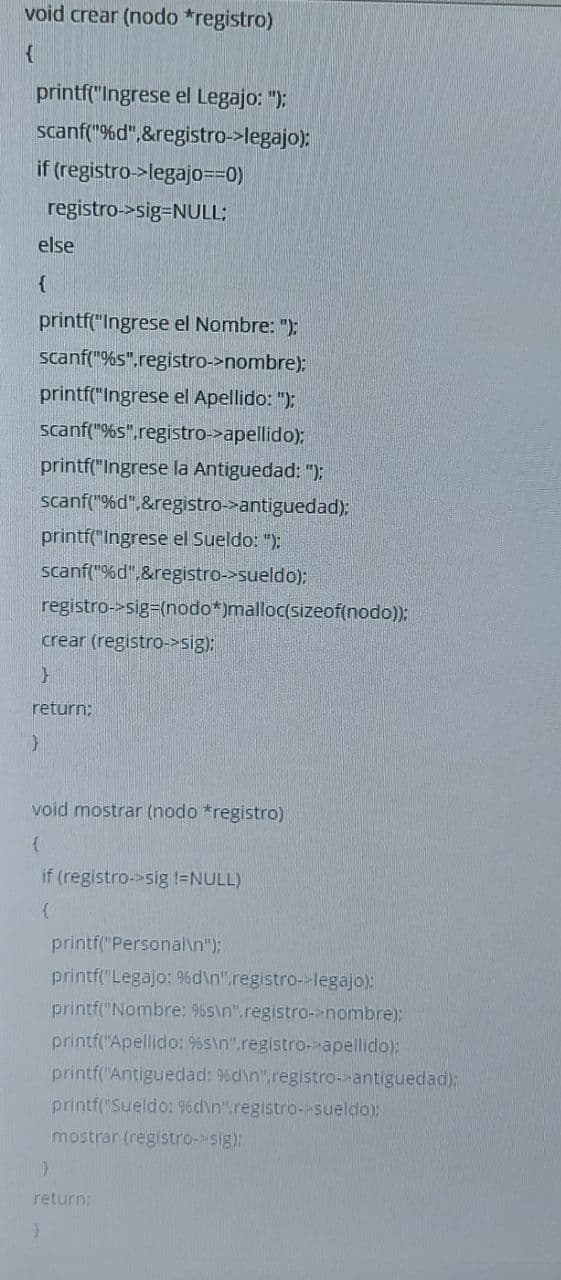 void crear (nodo *registro)
{
printf("Ingrese el Legajo: ");
scanf("%d",&registro->legajo);
if (registro->legajo==0)
registro->sig=NULL;
else
{
printf("Ingrese el Nombre: ");
scanf("%s",registro->nombre);
printf("Ingrese el Apellido: ");
scanf("%s",registro->apellido);
printf("Ingrese la Antiguedad: ");
scanf("%d",&registro->antiguedad);
printf("Ingrese el Sueldo: ");
scanf("%d",&registro->sueldo);
registro->sig=(nodo*)malloc(sizeof(nodo));
crear (registro->sig);
}
return;
}
void mostrar (nodo *registro)
{
if (registro->sig !=NULL)
{
printf("Personal\n");
printf("Legajo: %d\n",registro->legajo);
printf("Nombre: %s\n",registro->nombre);
printf("Apellido: %s\n",registro->apellido);
printf("Antiguedad: %d\n",registro->antiguedad);
printf("Sueldo: %d\n",registro->sueldo);
mostrar (registro->sig);
}
return;
}